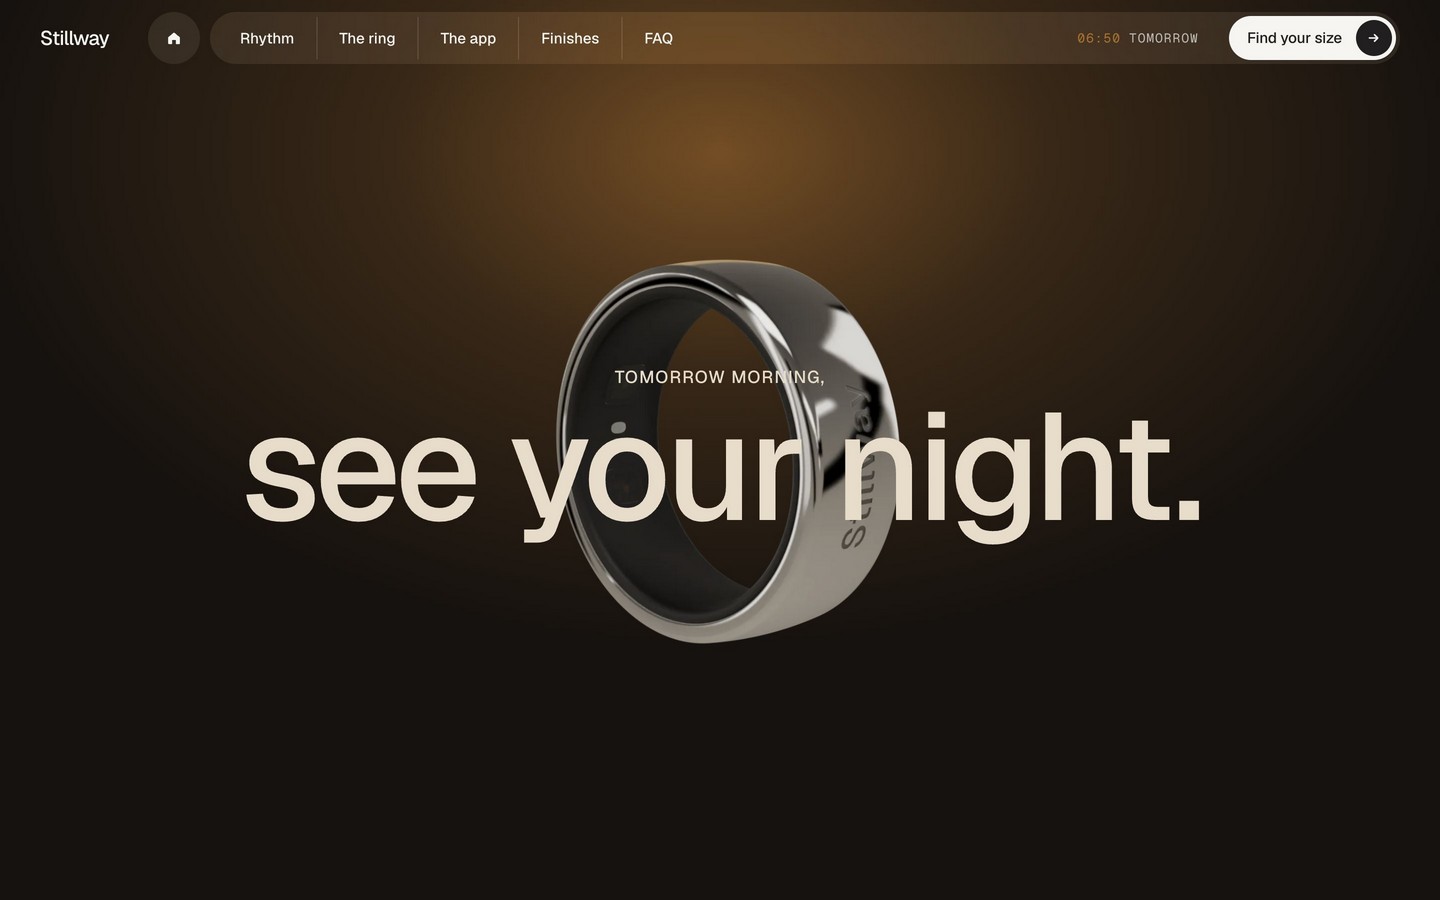 Stillway
Rhythm
The ring
The app
Finishes
FAQ
06:50 TOMORROW
Find your size
TOMORROW MORNING,
see your night.
Stillway